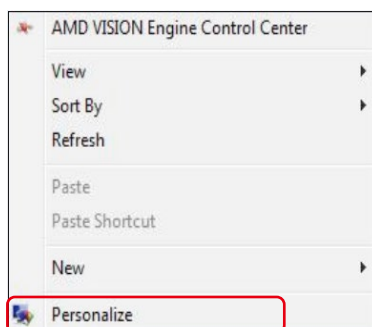 AMD VISION Engine Control Center
View
Sort By
Refresh
Paste
Paste Shortcut
New
Personalize